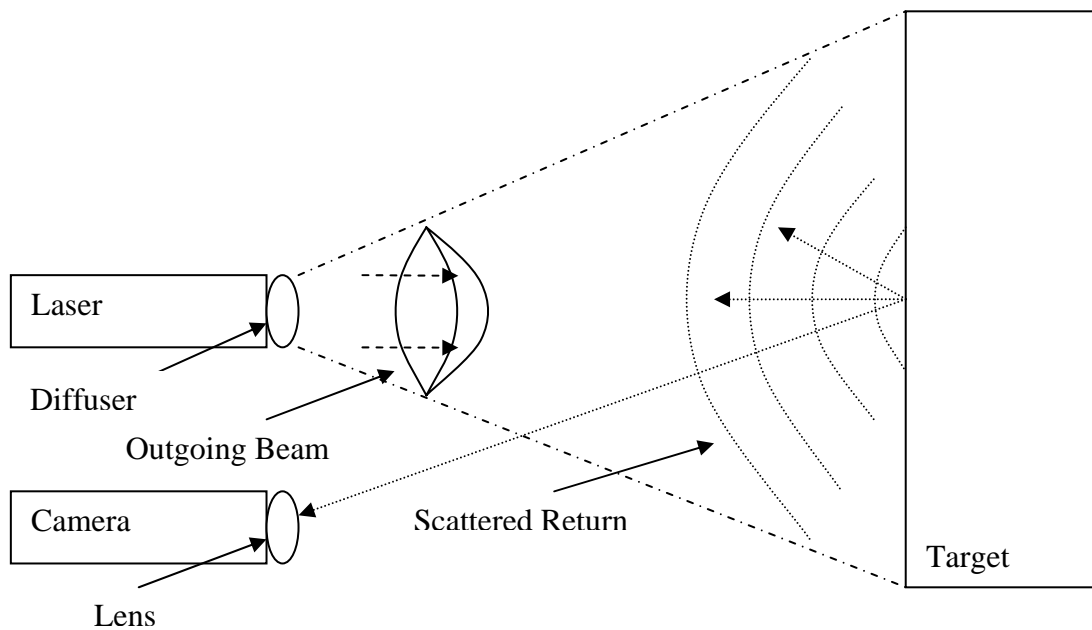 Laser
Diffuser
Outgoing Beam
Camera
Scattered Return
Target
Lens